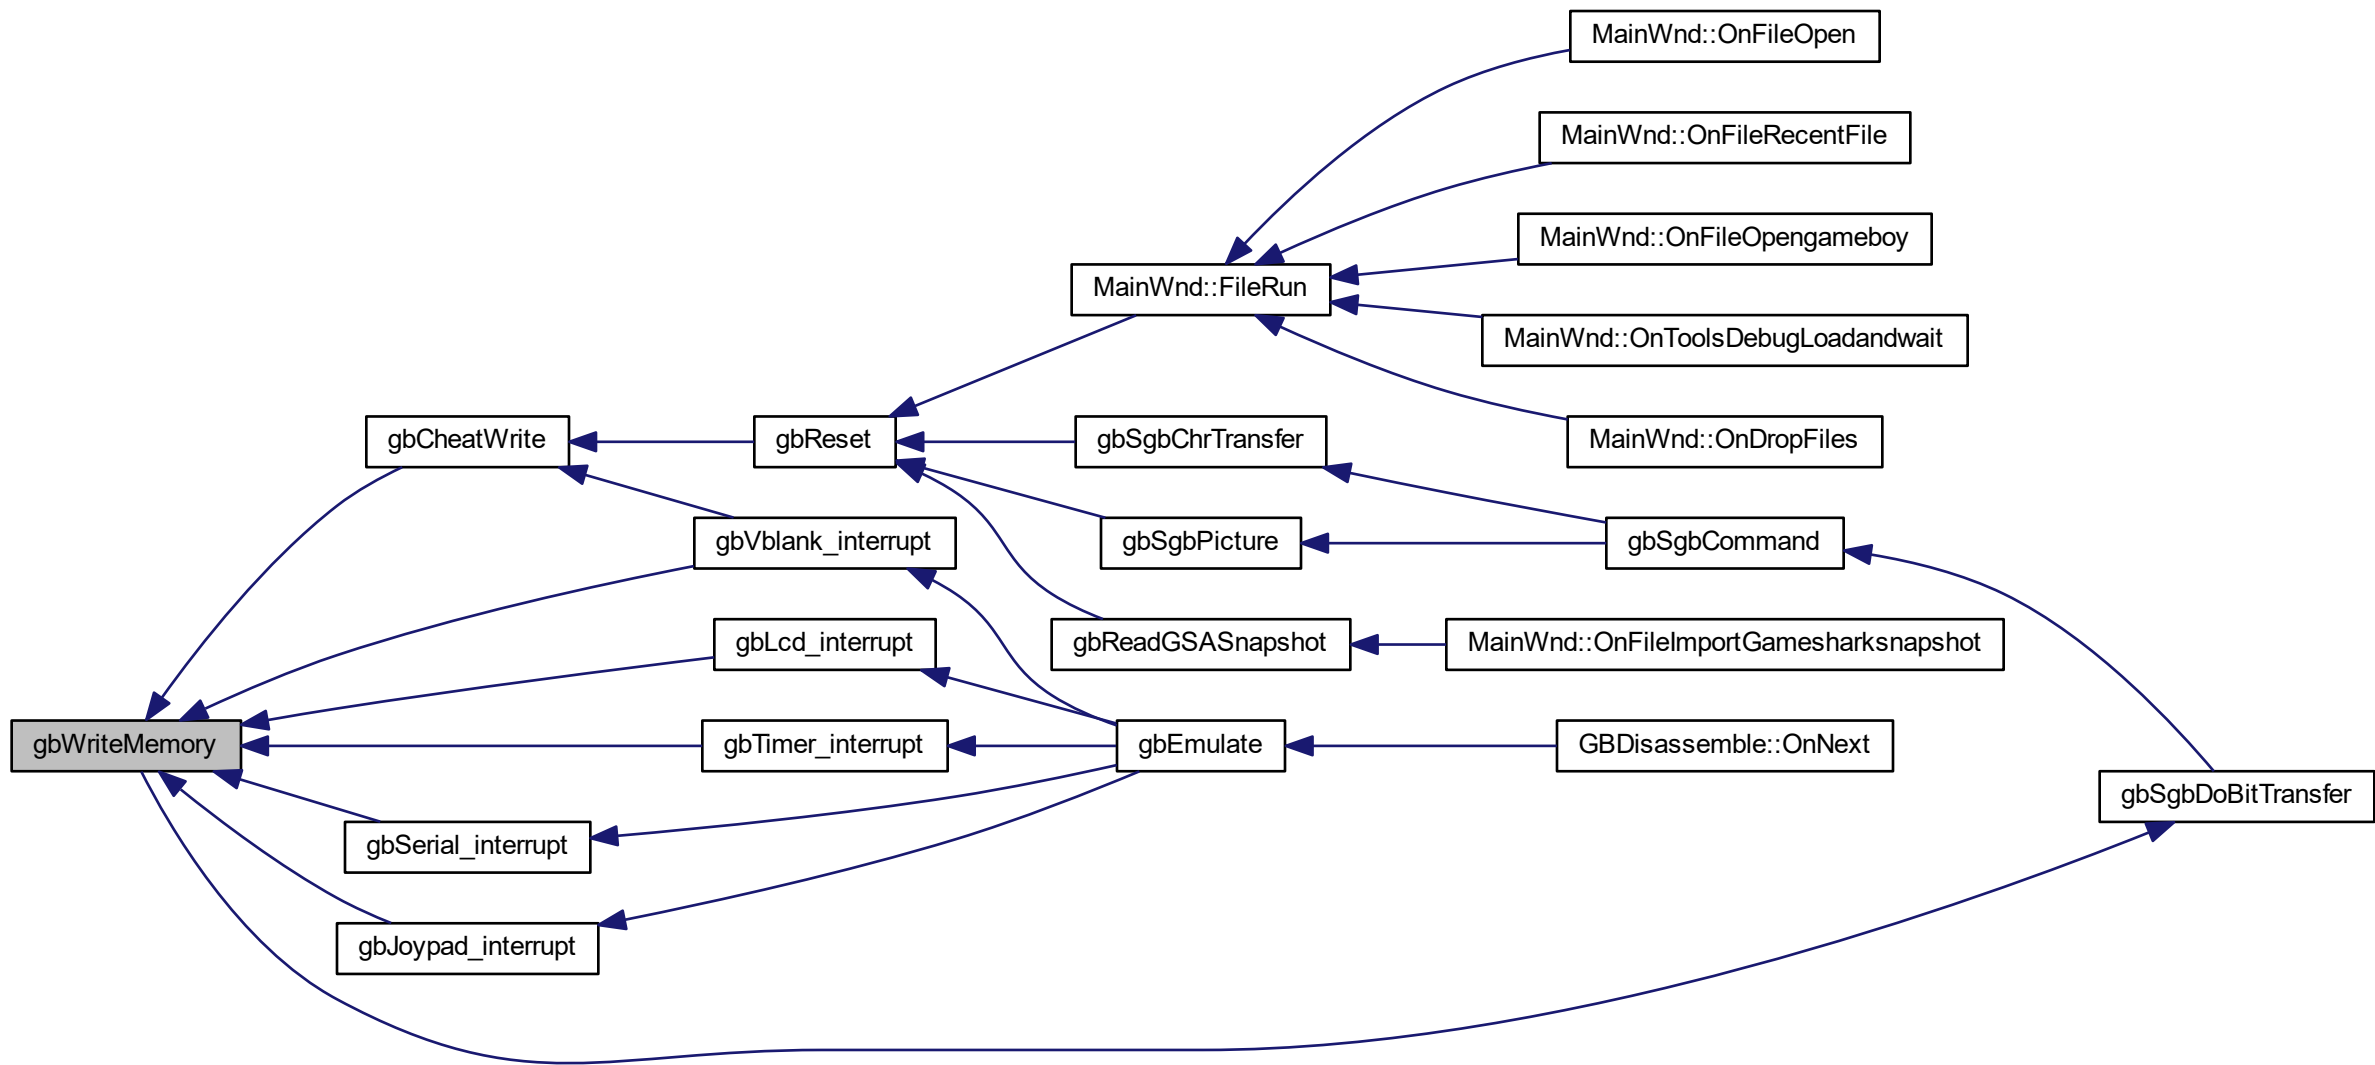 MainWnd::OnFileOpen
MainWnd::OnFileRecentFile
MainWnd::OnFileOpengameboy
MainWnd::FileRun
MainWnd::OnToolsDebugLoadandwait
gbCheatWrite
gbReset
gbSgbChrTransfer
MainWnd::OnDropFiles
gbVblank_interrupt
gbSgbPicture
gbSgbCommand
gbLcd_interrupt
gbReadGSASnapshot
MainWnd::OnFileImportGamesharksnapshot
gbWriteMemory
gbTimer_interrupt
gbEmulate
GBDisassemble::OnNext
gbSgbDoBitTransfer
gbSerial_interrupt
gbJoypad_interrupt